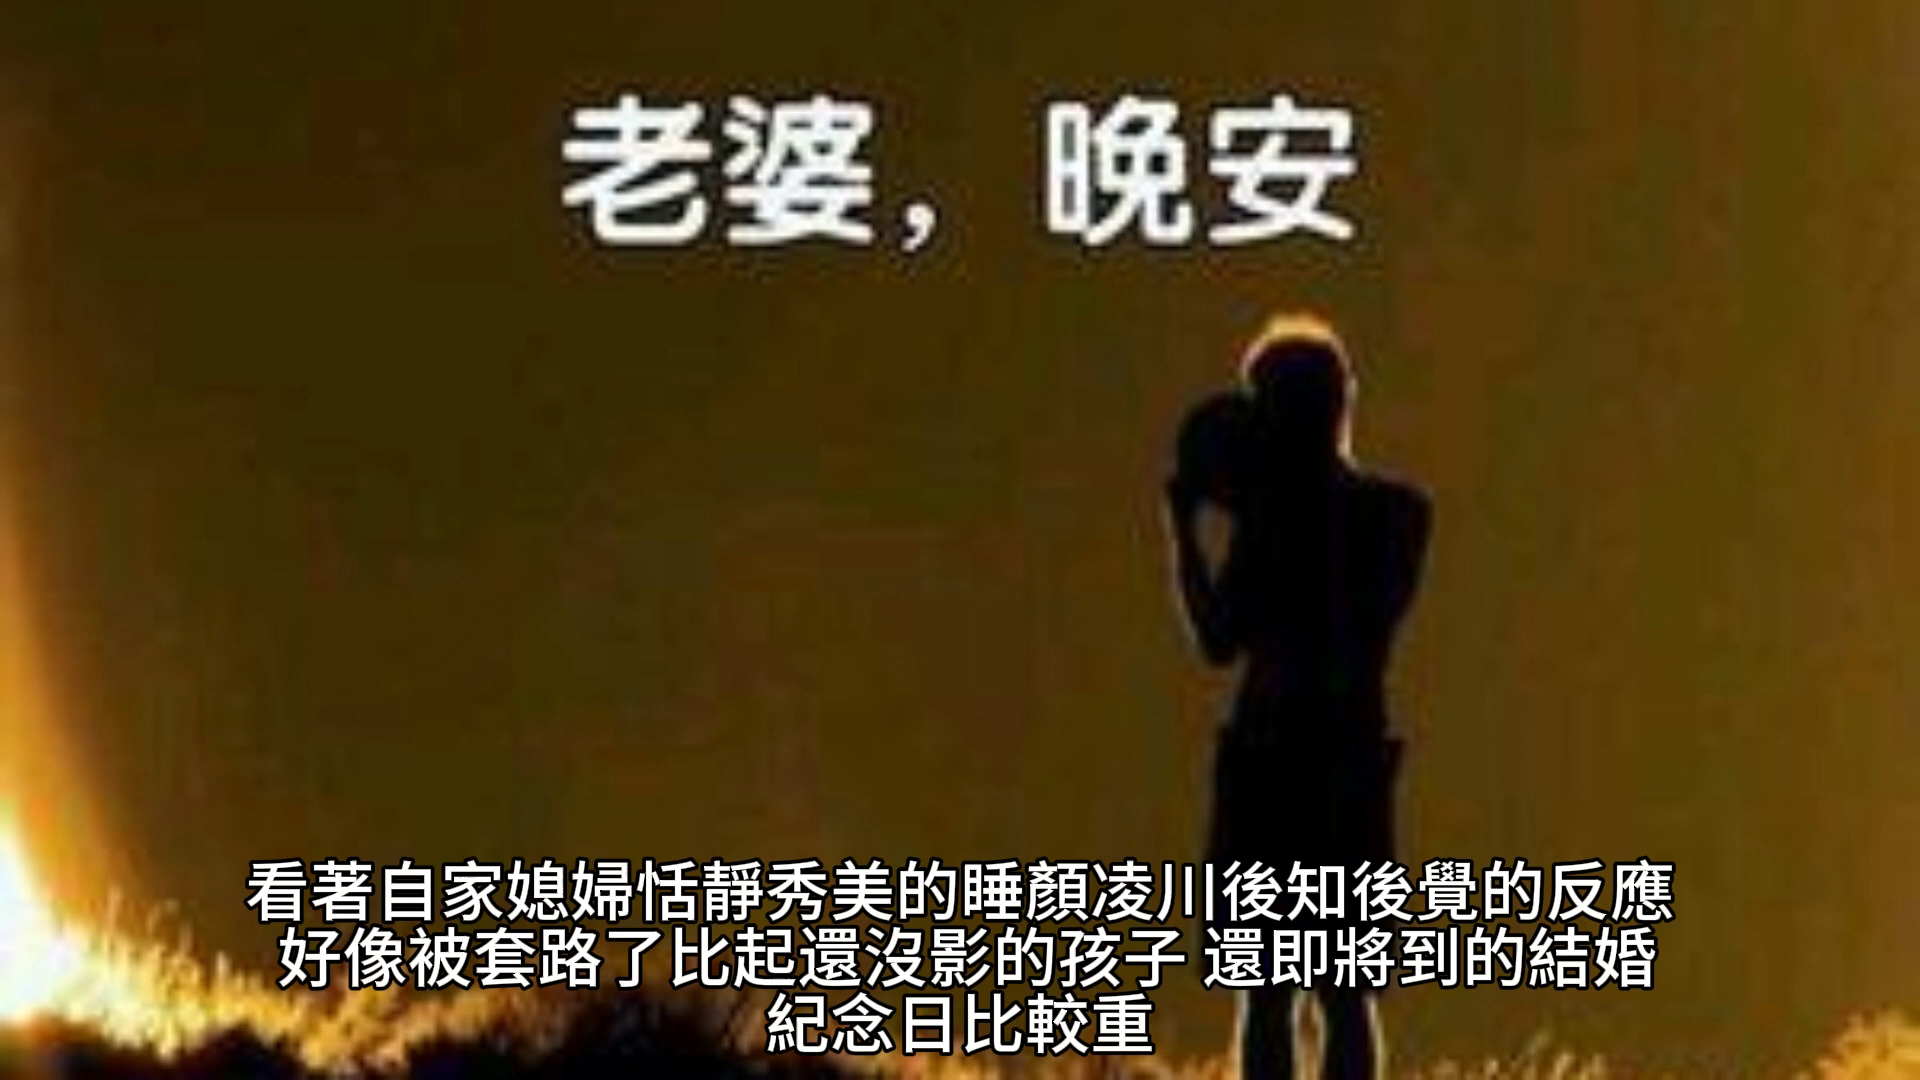 老婆，晚安
看著自家媳婦恬靜秀美的睡顏凌川後知後覺的反應
好像被套路了比起還沒影的孩子 還即將到的結婚
紀念日比較重